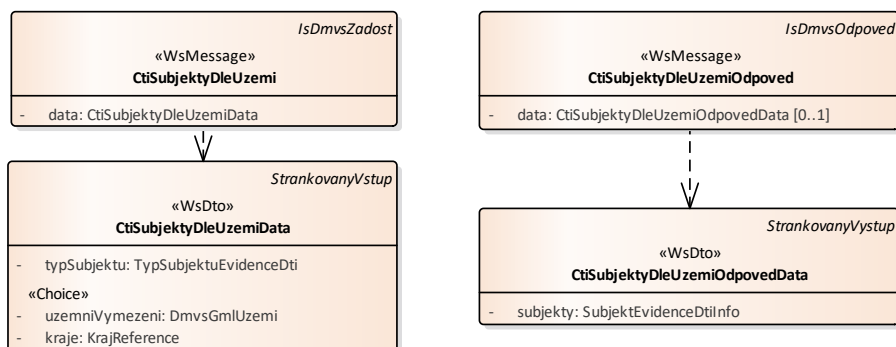 IsDmvsZadost
«WsMessage»
CtiSubjektyDleUzemi
- data: CtiSubjektyDleUzemiData
StrankovanyVstup
«WsDto»
CtiSubjektyDleUzemiData
- typSubjektu: TypSubjektuEvidenceDti
«Choice»
- uzemniVymezeni: DmvsGmlUzemi
- kraje: KrajReference
IsDmvsOdpoved
«WsMessage»
CtiSubjektyDleUzemiOdpoved
- data: CtiSubjektyDleUzemiOdpovedData [0..1]
StrankovanyVystup
«WsDto»
CtiSubjektyDleUzemiOdpovedData
- subjekty: SubjektEvidenceDtiInfo